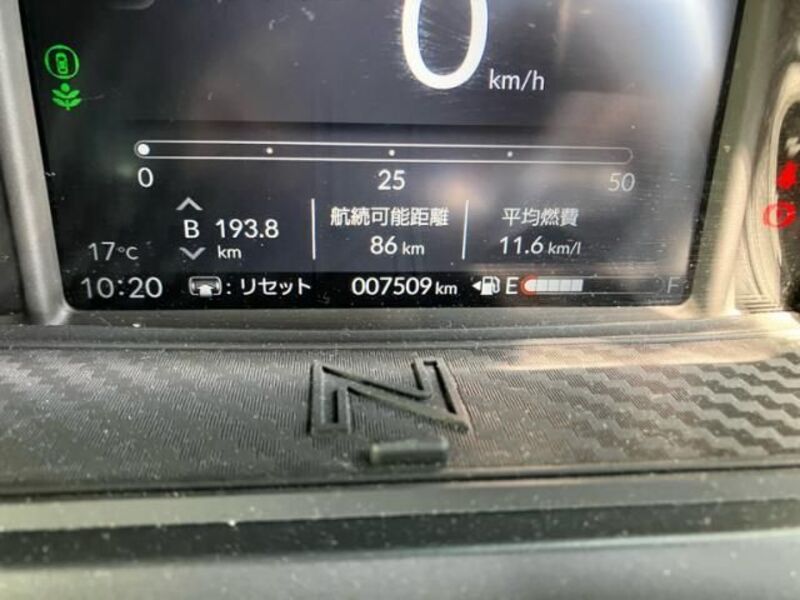 0 km/h
0 25 50
B 193.8 km
航続可能距離
86 km
平均燃費
11.6 km/l
17°C
10:20
: リセット
007509 km
E F
N